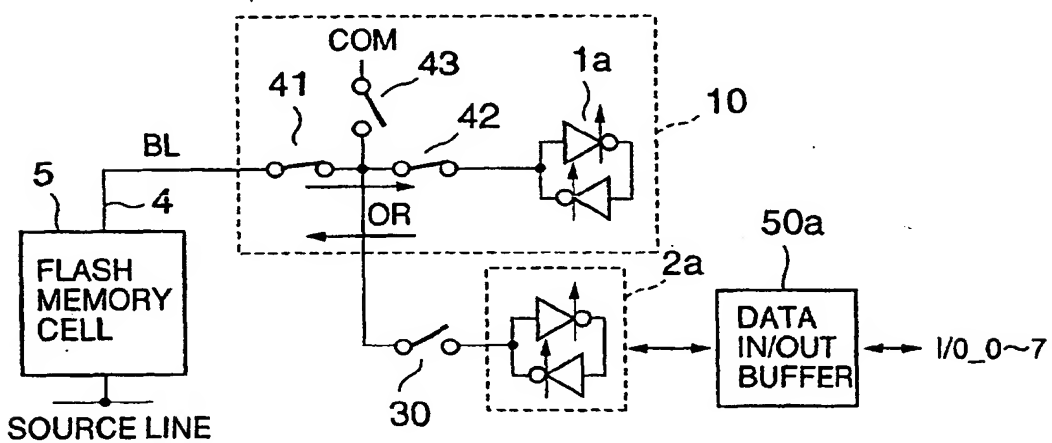 COM
43
1a
41
10
42
BL
5
4
OR
50a
2a
FLASH
MEMORY
CELL
DATA
IN/OUT
BUFFER
I/0_0~7
30
SOURCE LINE